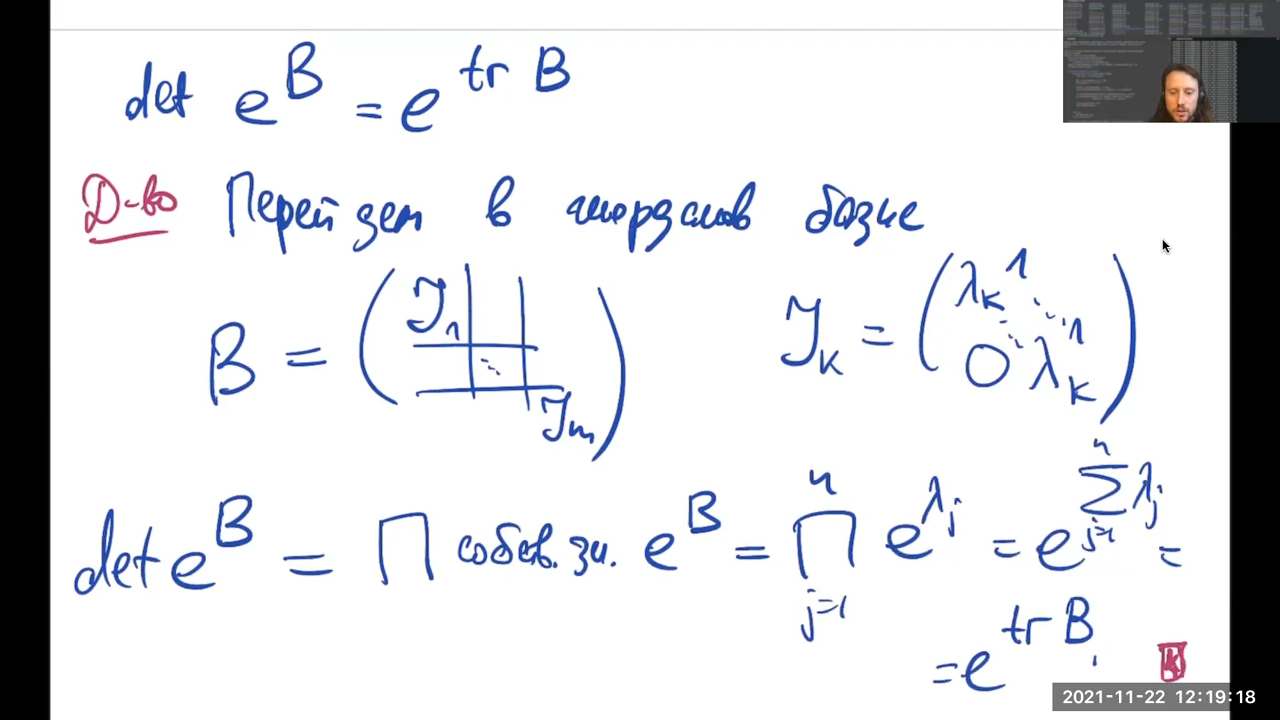 det e^B = e^{tr B}
Д-во Перейдем в жорданов базис
B = (J_1 ⋱ J_m) J_k = (λ_k 1 ⋱ ⋱ 1 0 λ_k)
det e^B = ∏ собств. зн. e^B = ∏_{j=1}^n e^{λ_j} = e^{∑_{j=1}^n λ_j} =
= e^{tr B}.
2021-11-22 12:19:18